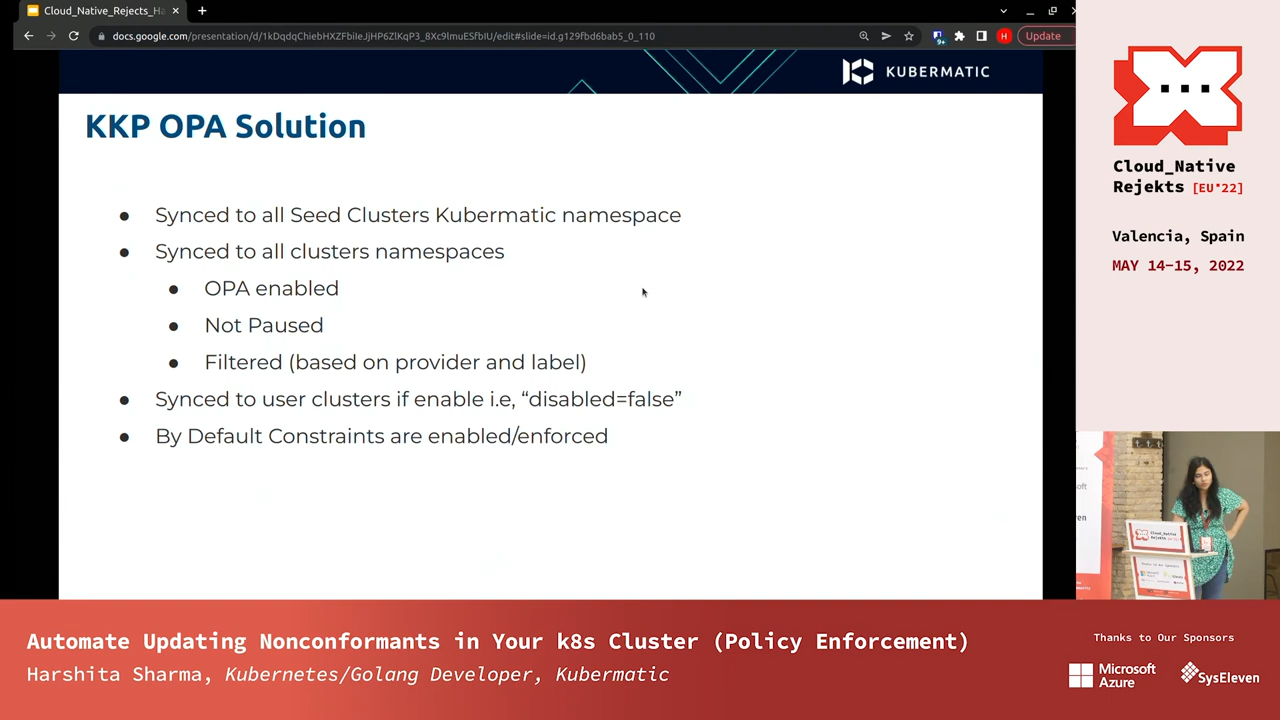 Cloud_Native_Rejects_Ha
docs.google.com/presentation/d/1kDqdqChiebHXZFbiIeJjHP6ZlKqP3_8Xc9lmuESfbIU/edit#slide=id.g129fbd6bab5_0_110
H
Update
KUBERMATIC
KKP OPA Solution
● Synced to all Seed Clusters Kubermatic namespace
● Synced to all clusters namespaces
● OPA enabled
● Not Paused
● Filtered (based on provider and label)
● Synced to user clusters if enable i.e, “disabled=false”
● By Default Constraints are enabled/enforced
Cloud_Native
Rejekts [EU'22]
Valencia, Spain
MAY 14–15, 2022
Cloud_Native
Rejekts
Automate Updating Nonconformants in Your k8s Cluster (Policy Enforcement)
Harshita Sharma, Kubernetes/Golang Developer, Kubermatic
Thanks to Our Sponsors
Microsoft
Azure
SysEleven